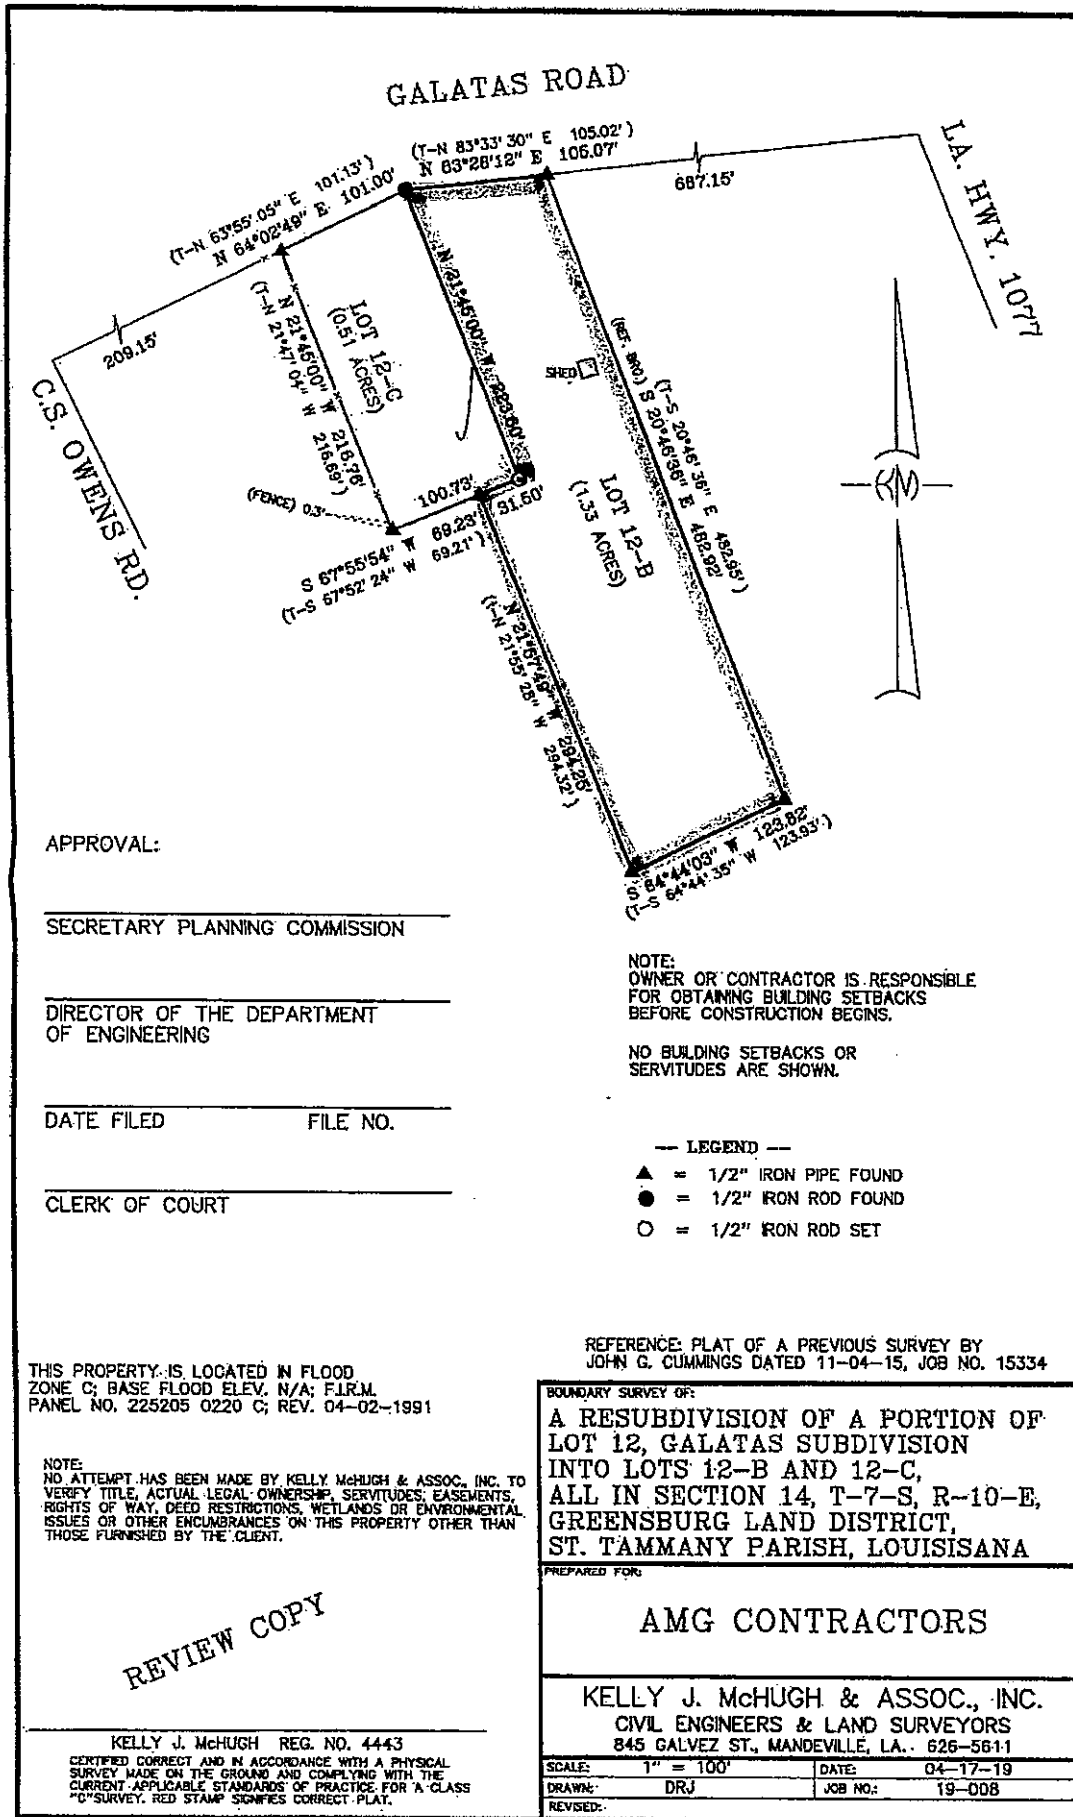 GALATAS ROAD
LA. HWY. 1077
C.S. OWENS RD.
(T-N 83°33'30" E 105.02')
N 83°28'12" E 106.07'
687.15'
(T-N 63°55'05" E 101.13')
N 64°02'49" E 101.00'
209.15'
N 21°45'00" W 216.76'
(T-N 21°47'04" W 216.69')
LOT 12-C
(0.51 ACRES)
N 21°45'00" W 223.60'
SHED
(T-S 20°46'36" E 482.95')
(REF. BRG.) S 20°46'36" E 482.92'
LOT 12-B
(1.33 ACRES)
(FENCE) 0.3'
100.73'
S 67°55'54" W 69.23' 31.50'
(T-S 67°52'24" W 69.21')
N 21°57'49" W 294.25'
(T-N 21°55'28" W 294.32')
S 64°44'03" W 123.82'
(T-S 64°44'35" W 123.93')
APPROVAL:
SECRETARY PLANNING COMMISSION
DIRECTOR OF THE DEPARTMENT
OF ENGINEERING
DATE FILED FILE NO.
CLERK OF COURT
NOTE:
OWNER OR CONTRACTOR IS RESPONSIBLE
FOR OBTAINING BUILDING SETBACKS
BEFORE CONSTRUCTION BEGINS.
NO BUILDING SETBACKS OR
SERVITUDES ARE SHOWN.
— LEGEND —
▲ = 1/2" IRON PIPE FOUND
● = 1/2" IRON ROD FOUND
○ = 1/2" IRON ROD SET
REFERENCE: PLAT OF A PREVIOUS SURVEY BY
JOHN G. CUMMINGS DATED 11-04-15, JOB NO. 15334
THIS PROPERTY IS LOCATED IN FLOOD
ZONE C; BASE FLOOD ELEV. N/A; F.I.R.M.
PANEL NO. 225205 0220 C; REV. 04-02-1991
NOTE:
NO ATTEMPT HAS BEEN MADE BY KELLY McHUGH & ASSOC., INC. TO
VERIFY TITLE, ACTUAL LEGAL OWNERSHIP, SERVITUDES, EASEMENTS,
RIGHTS OF WAY, DEED RESTRICTIONS, WETLANDS OR ENVIRONMENTAL
ISSUES OR OTHER ENCUMBRANCES ON THIS PROPERTY OTHER THAN
THOSE FURNISHED BY THE CLIENT.
REVIEW COPY
KELLY J. McHUGH REG. NO. 4443
CERTIFIED CORRECT AND IN ACCORDANCE WITH A PHYSICAL
SURVEY MADE ON THE GROUND AND COMPLYING WITH THE
CURRENT APPLICABLE STANDARDS OF PRACTICE FOR A CLASS
"C" SURVEY. RED STAMP SIGNIFIES CORRECT PLAT.
BOUNDARY SURVEY OF:
A RESUBDIVISION OF A PORTION OF
LOT 12, GALATAS SUBDIVISION
INTO LOTS 12-B AND 12-C,
ALL IN SECTION 14, T-7-S, R-10-E,
GREENSBURG LAND DISTRICT,
ST. TAMMANY PARISH, LOUISISANA
PREPARED FOR:
AMG CONTRACTORS
KELLY J. McHUGH & ASSOC., INC.
CIVIL ENGINEERS & LAND SURVEYORS
845 GALVEZ ST., MANDEVILLE, LA. 626-5611
SCALE: 1" = 100' DATE: 04-17-19
DRAWN: DRJ JOB NO.: 19-008
REVISED: